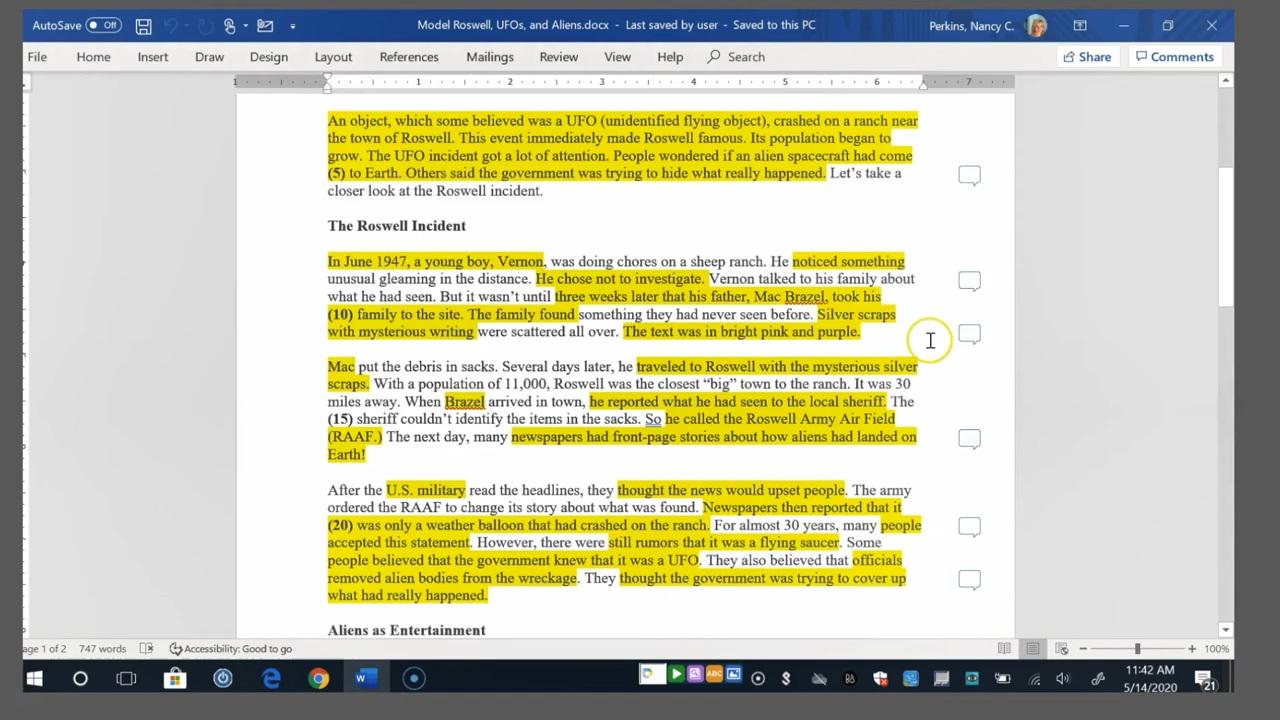 AutoSave Off Model Roswell, UFOs, and Aliens.docx - Last saved by user - Saved to this PC Perkins, Nancy C.
File Home Insert Draw Design Layout References Mailings Review View Help Search Share Comments
1 1 2 3 4 5 6 7
An object, which some believed was a UFO (unidentified flying object), crashed on a ranch near
the town of Roswell. This event immediately made Roswell famous. Its population began to
grow. The UFO incident got a lot of attention. People wondered if an alien spacecraft had come
(5) to Earth. Others said the government was trying to hide what really happened. Let’s take a
closer look at the Roswell incident.
The Roswell Incident
In June 1947, a young boy, Vernon, was doing chores on a sheep ranch. He noticed something
unusual gleaming in the distance. He chose not to investigate. Vernon talked to his family about
what he had seen. But it wasn’t until three weeks later that his father, Mac Brazel, took his
(10) family to the site. The family found something they had never seen before. Silver scraps
with mysterious writing were scattered all over. The text was in bright pink and purple.
Mac put the debris in sacks. Several days later, he traveled to Roswell with the mysterious silver
scraps. With a population of 11,000, Roswell was the closest “big” town to the ranch. It was 30
miles away. When Brazel arrived in town, he reported what he had seen to the local sheriff. The
(15) sheriff couldn’t identify the items in the sacks. So he called the Roswell Army Air Field
(RAAF.) The next day, many newspapers had front-page stories about how aliens had landed on
Earth!
After the U.S. military read the headlines, they thought the news would upset people. The army
ordered the RAAF to change its story about what was found. Newspapers then reported that it
(20) was only a weather balloon that had crashed on the ranch. For almost 30 years, many people
accepted this statement. However, there were still rumors that it was a flying saucer. Some
people believed that the government knew that it was a UFO. They also believed that officials
removed alien bodies from the wreckage. They thought the government was trying to cover up
what had really happened.
Aliens as Entertainment
age 1 of 2 747 words Accessibility: Good to go 100%
ABC
11:42 AM
5/14/2020
21